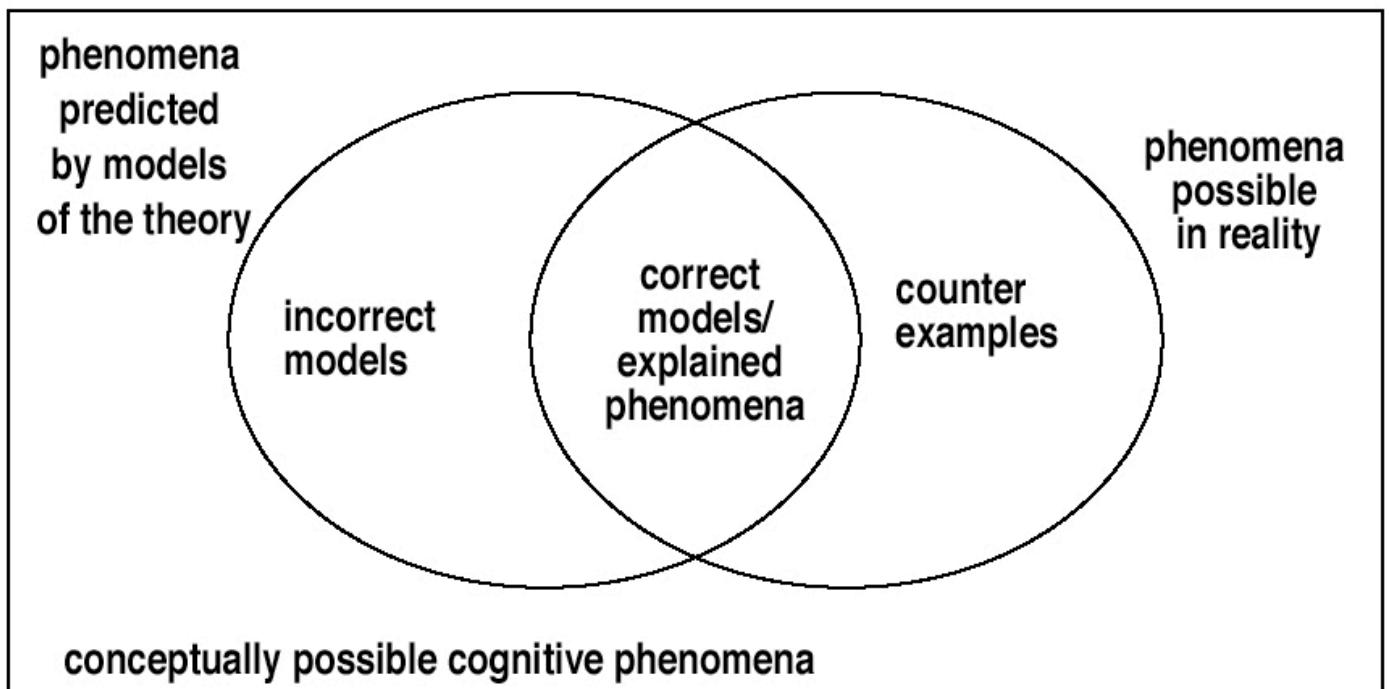 phenomena
predicted
by models
of the theory
phenomena
possible
in reality
incorrect
models
correct
models/
explained
phenomena
counter
examples
conceptually possible cognitive phenomena